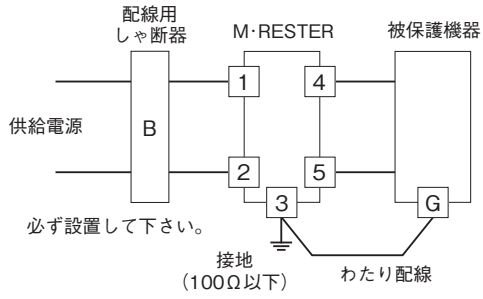 配線用
しゃ断器
M·RESTER
被保護機器
1
4
供給電源
B
2
5
3
G
必ず設置して下さい。
接地
(100Ω以下)
わたり配線